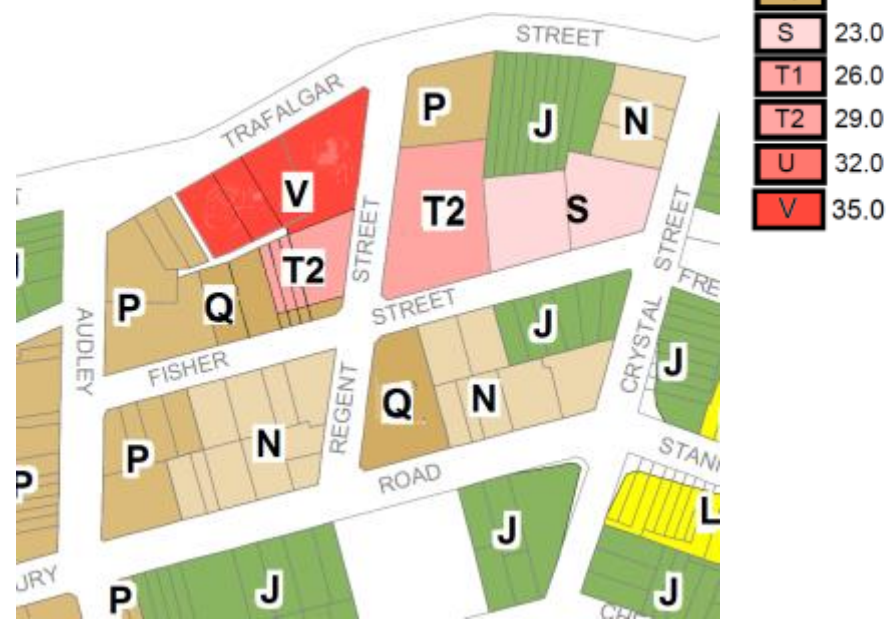 STREET
S 23.0
T1 26.0
T2 29.0
U 32.0
V 35.0
TRAFALGAR
P
J
N
V
T2
S
STREET
STREET
T2
P
Q
STREET
J
AUDLEY
FISHER
CRYSTAL
J
REGENT
Q
N
P
N
P
ROAD
J
L
P
J
J